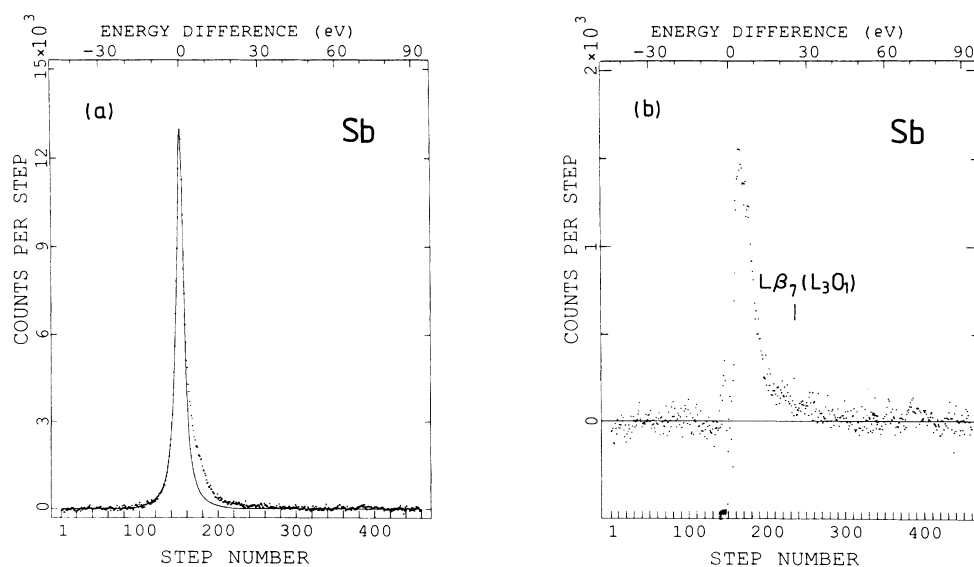 ENERGY DIFFERENCE (eV)
-30 0 30 60 90
15×10³
12
9
6
3
0
COUNTS PER STEP
(a)
Sb
1 100 200 300 400
STEP NUMBER
ENERGY DIFFERENCE (eV)
-30 0 30 60 90
2×10³
1
0
COUNTS PER STEP
(b)
Sb
Lβ₇(L₃O₁)
1 100 200 300 400
STEP NUMBER